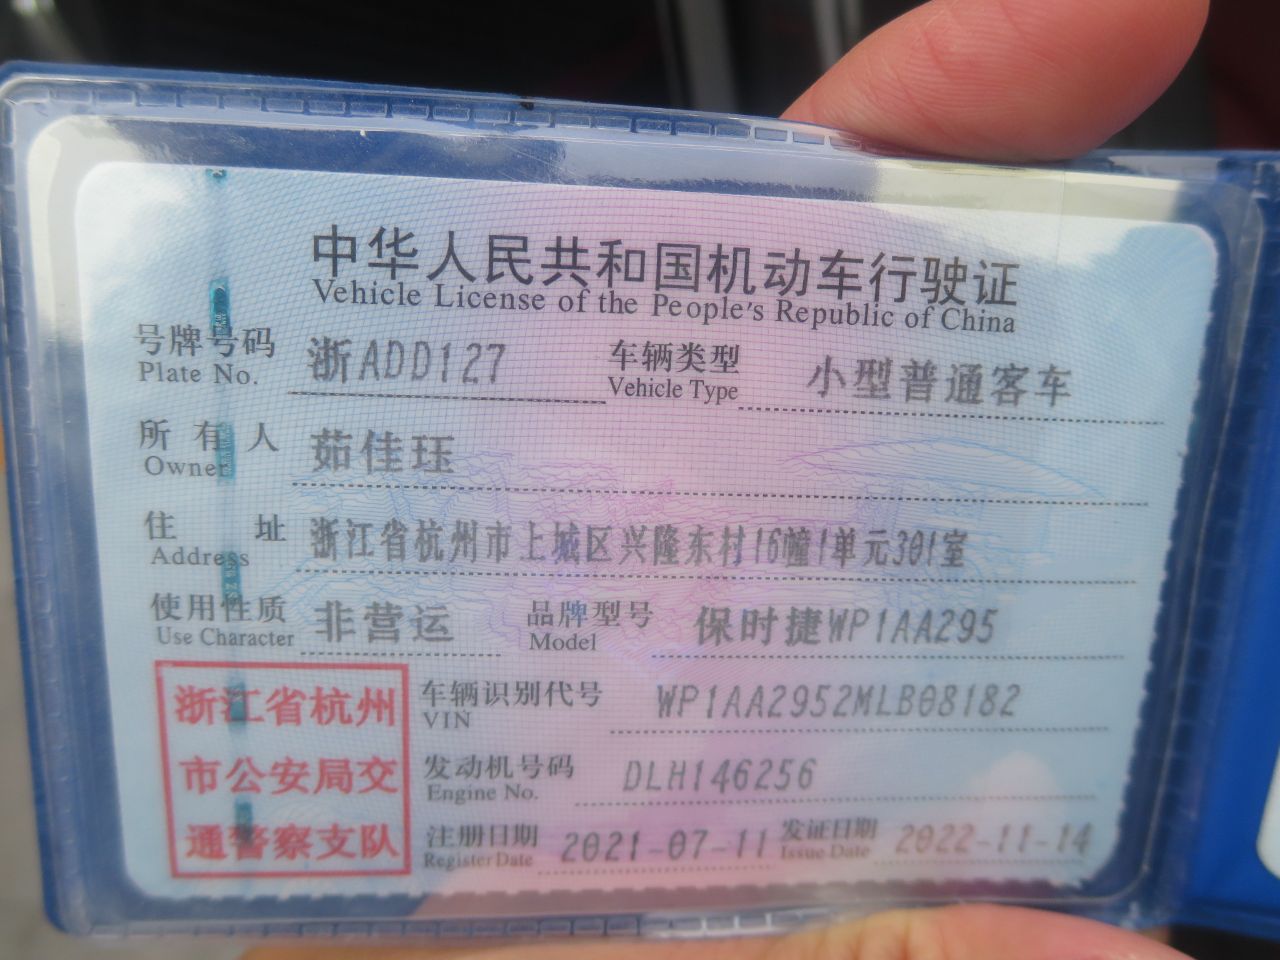 中华人民共和国机动车行驶证
Vehicle License of the People's Republic of China
号牌号码 浙ADD127 车辆类型 小型普通客车
Plate No. Vehicle Type
所有人 茹佳珏
Owner
住址 浙江省杭州市上城区兴隆东村16幢1单元301室
Address
使用性质 非营运 品牌型号 保时捷WP1AA295
Use Character Model
浙江省杭州 车辆识别代号 WP1AA2952MLB08182
VIN
市公安局交 发动机号码 DLH146256
Engine No.
通警察支队 注册日期 2021-07-11 发证日期 2022-11-14
Register Date Issue Date